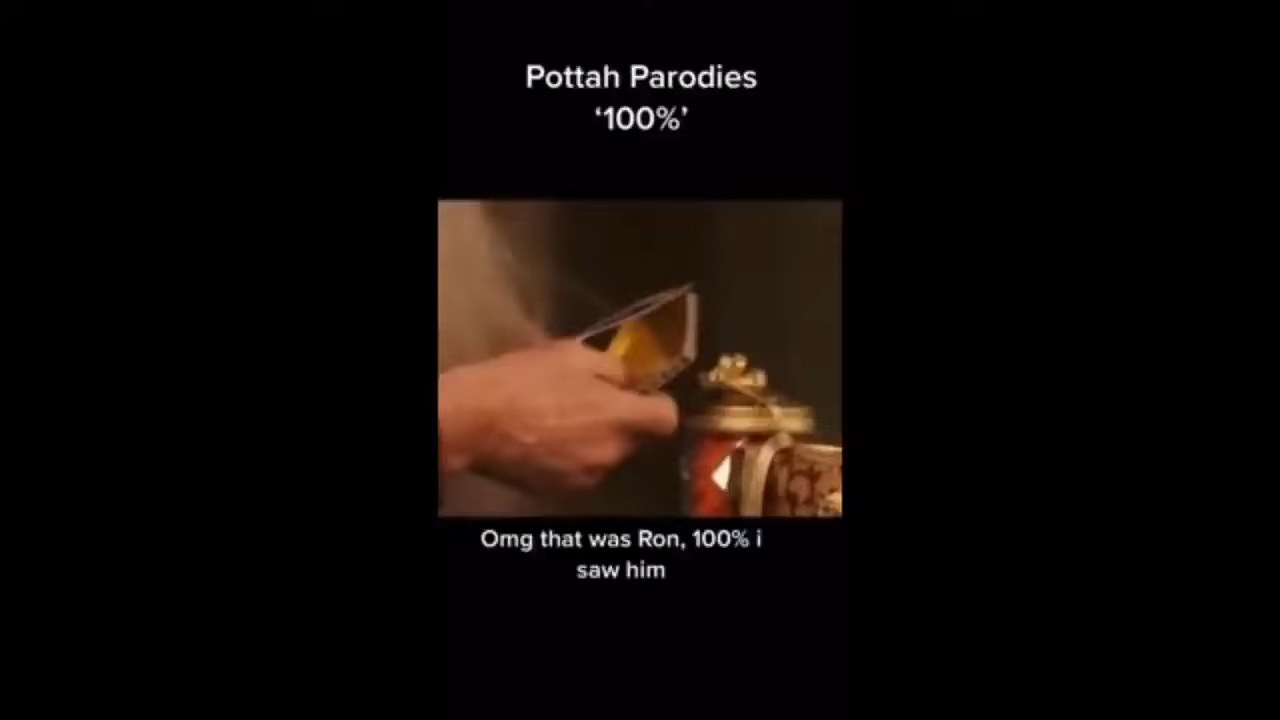 Pottah Parodies
‘100%’
Omg that was Ron, 100% i
saw him